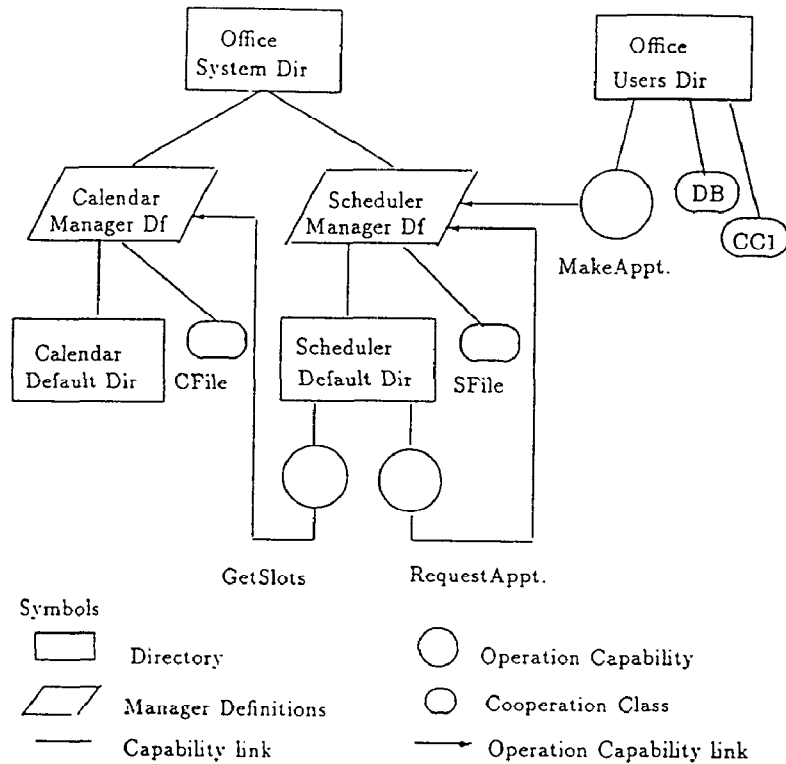 Office
System Dir
Office
Users Dir
Calendar
Manager Df
Scheduler
Manager Df
DB
CC1
MakeAppt.
Calendar
Default Dir
CFile
Scheduler
Default Dir
SFile
GetSlots
RequestAppt.
Symbols
Directory
Operation Capability
Manager Definitions
Cooperation Class
Capability link
Operation Capability link